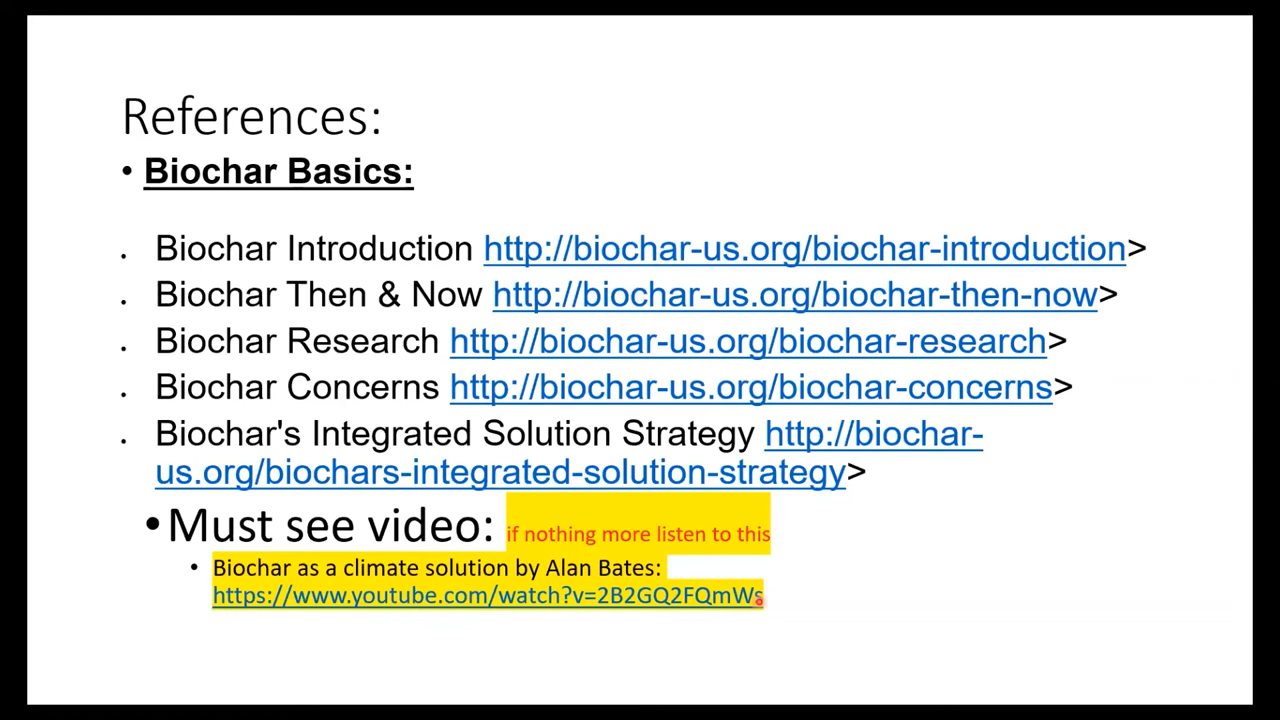 References:
• Biochar Basics:
• Biochar Introduction http://biochar-us.org/biochar-introduction>
• Biochar Then & Now http://biochar-us.org/biochar-then-now>
• Biochar Research http://biochar-us.org/biochar-research>
• Biochar Concerns http://biochar-us.org/biochar-concerns>
• Biochar's Integrated Solution Strategy http://biochar-
us.org/biochars-integrated-solution-strategy>
• Must see video: if nothing more listen to this
• Biochar as a climate solution by Alan Bates:
https://www.youtube.com/watch?v=2B2GQ2FQmWs